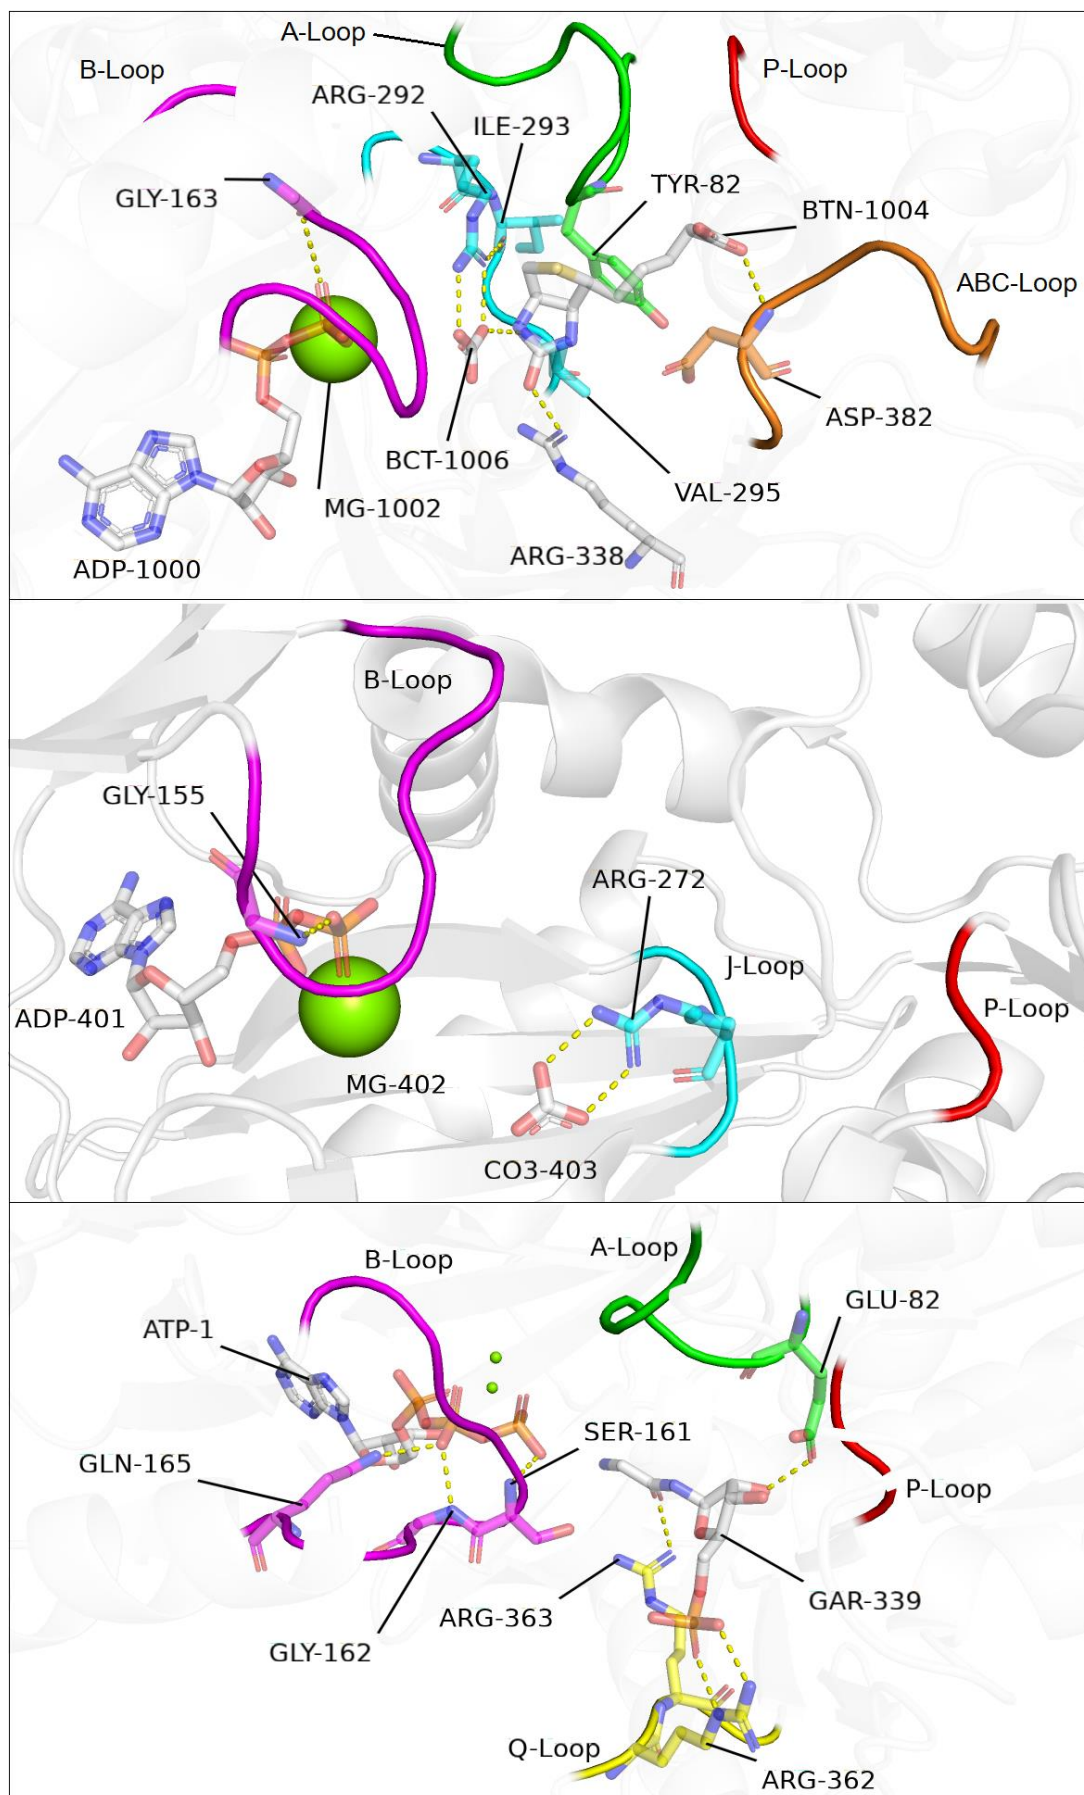 A-Loop
B-Loop
P-Loop
ARG-292
ILE-293
GLY-163
TYR-82
BTN-1004
ABC-Loop
ASP-382
BCT-1006
VAL-295
MG-1002
ARG-338
ADP-1000
B-Loop
GLY-155
ARG-272
J-Loop
P-Loop
ADP-401
MG-402
CO3-403
A-Loop
B-Loop
GLU-82
ATP-1
SER-161
GLN-165
P-Loop
GAR-339
ARG-363
GLY-162
Q-Loop
ARG-362